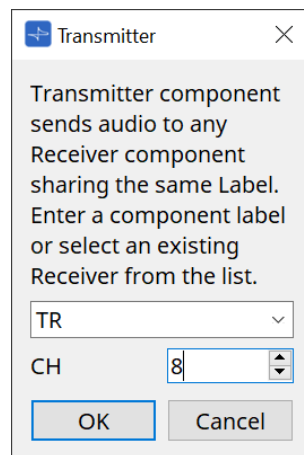 Transmitter
Transmitter component
sends audio to any
Receiver component
sharing the same Label.
Enter a component label
or select an existing
Receiver from the list.
TR
CH 8
OK Cancel